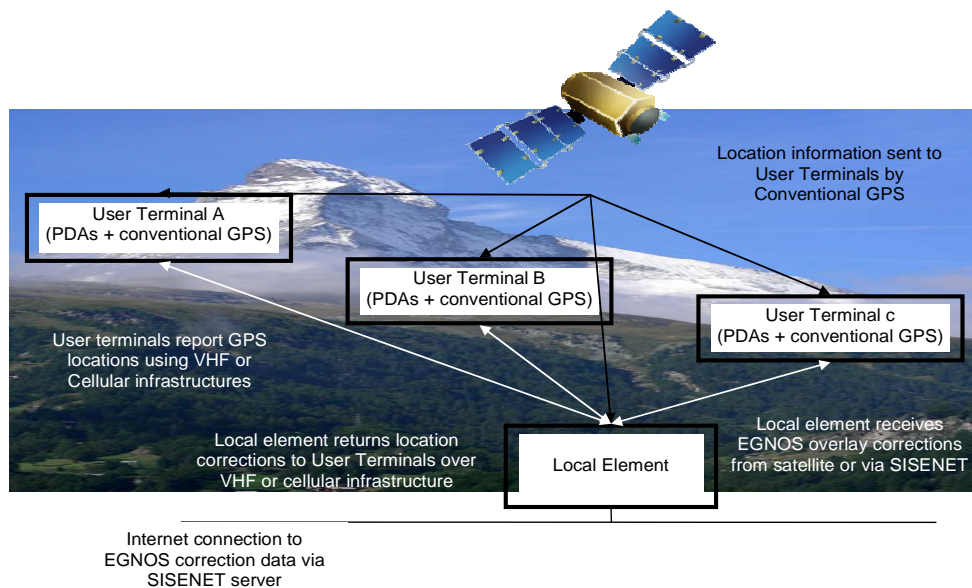 Location information sent to
User Terminals by
Conventional GPS
User Terminal A
(PDAs + conventional GPS)
User Terminal B
(PDAs + conventional GPS)
User Terminal c
(PDAs + conventional GPS)
User terminals report GPS
locations using VHF or
Cellular infrastructures
Local element returns location
corrections to User Terminals over
VHF or cellular infrastructure
Local Element
Local element receives
EGNOS overlay corrections
from satellite or via SISENET
Internet connection to
EGNOS correction data via
SISENET server